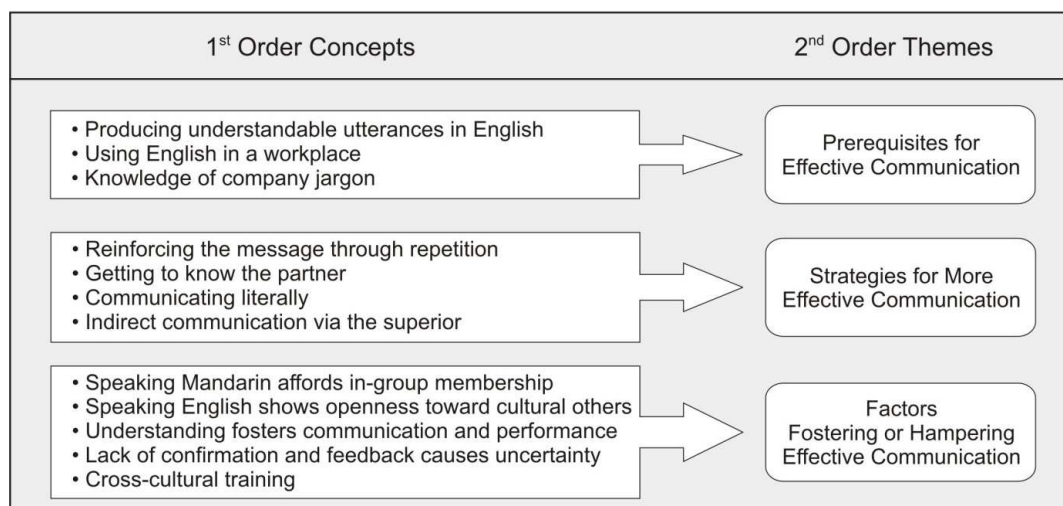 1st Order Concepts
2nd Order Themes
• Producing understandable utterances in English
• Using English in a workplace
• Knowledge of company jargon
Prerequisites for
Effective Communication
• Reinforcing the message through repetition
• Getting to know the partner
• Communicating literally
• Indirect communication via the superior
Strategies for More
Effective Communication
• Speaking Mandarin affords in-group membership
• Speaking English shows openness toward cultural others
• Understanding fosters communication and performance
• Lack of confirmation and feedback causes uncertainty
• Cross-cultural training
Factors
Fostering or Hampering
Effective Communication